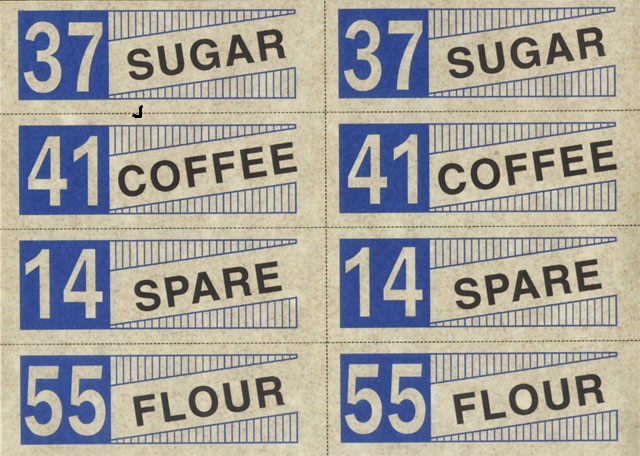 37 SUGAR 37 SUGAR
41 COFFEE 41 COFFEE
14 SPARE 14 SPARE
55 FLOUR 55 FLOUR